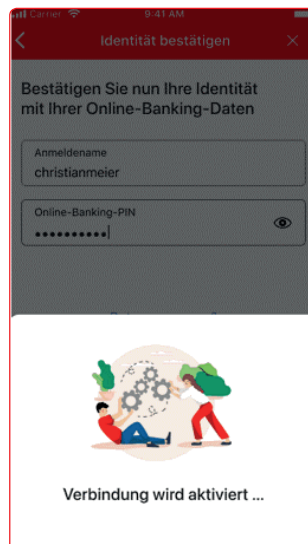 Carrier 9:41 AM
Identität bestätigen
Bestätigen Sie nun Ihre Identität
mit Ihrer Online-Banking-Daten
Anmeldename
christianmeier
Online-Banking-PIN
••••••••••
Verbindung wird aktiviert ...